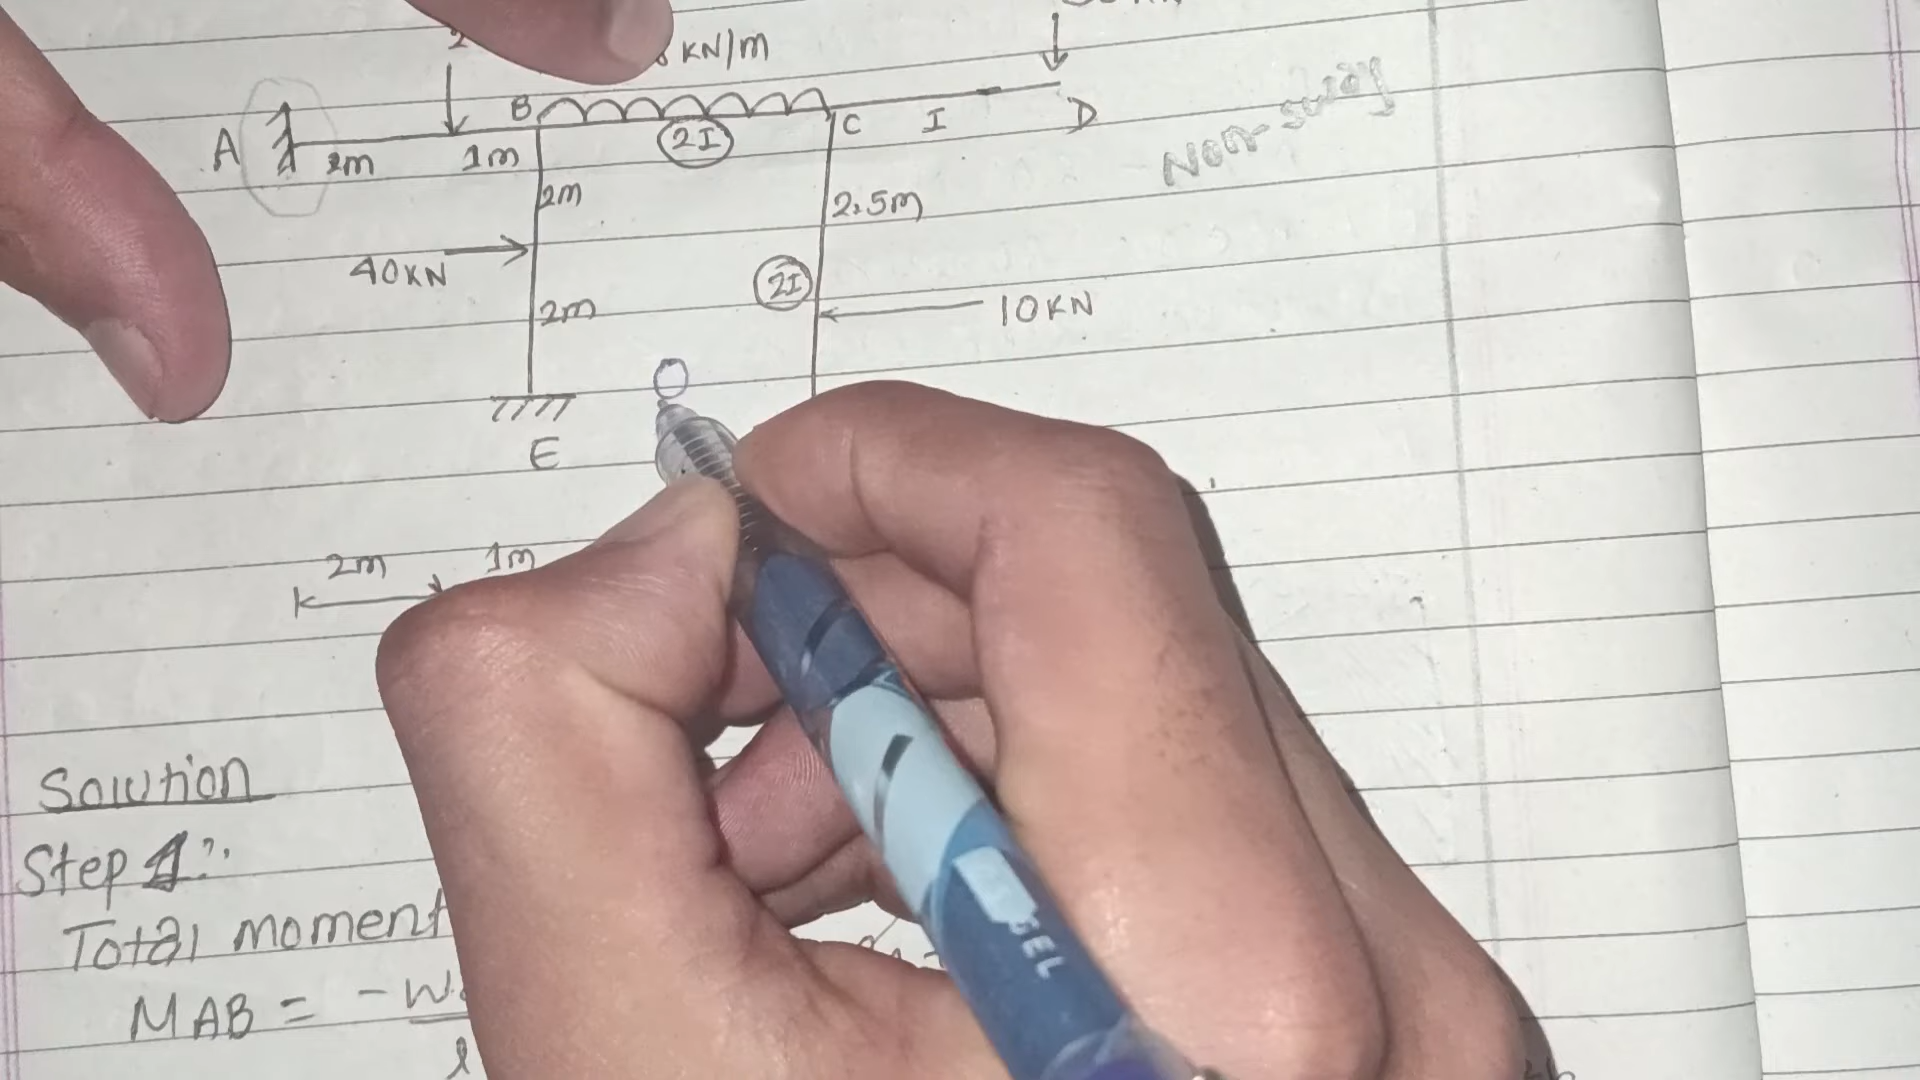 KN/m
B
A
2m
1m
2I
C
I
D
Non-sway
2m
2.5m
40KN
2I
2m
10KN
E
2m
1m
Solution
Step 1:
Total moment
MAB = -W
l
GEL